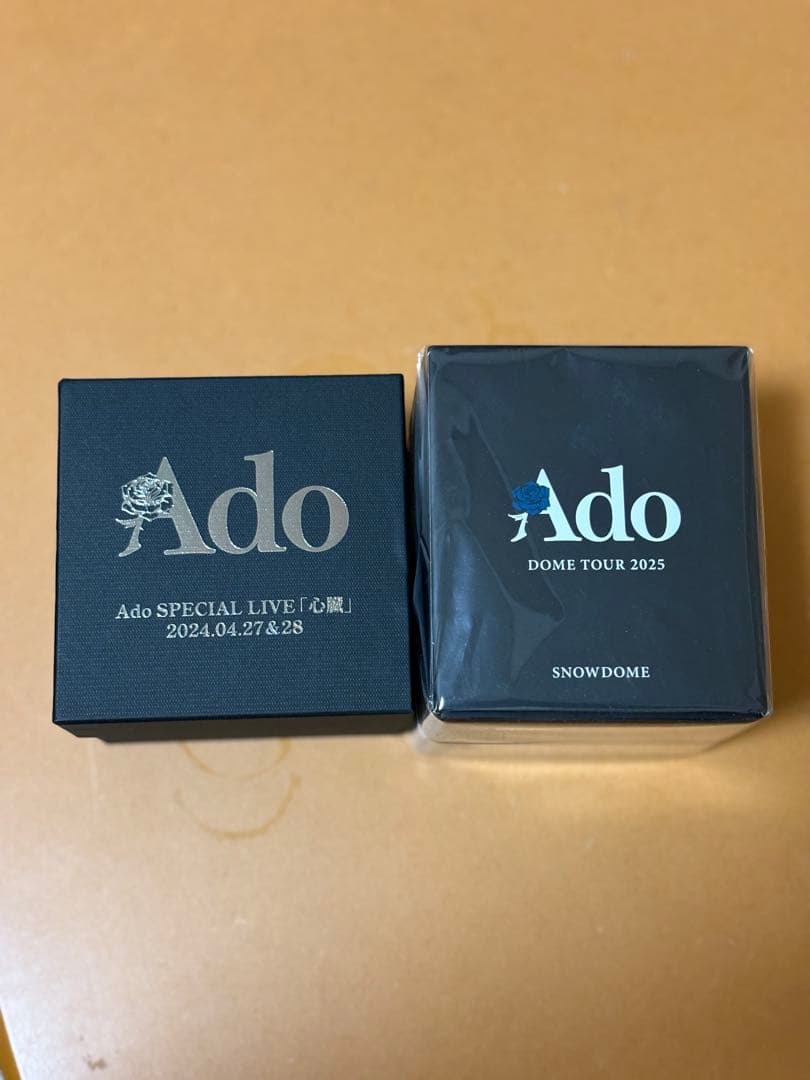 Ado
Ado SPECIAL LIVE「心臓」
2024.04.27&28
Ado
DOME TOUR 2025
SNOWDOME